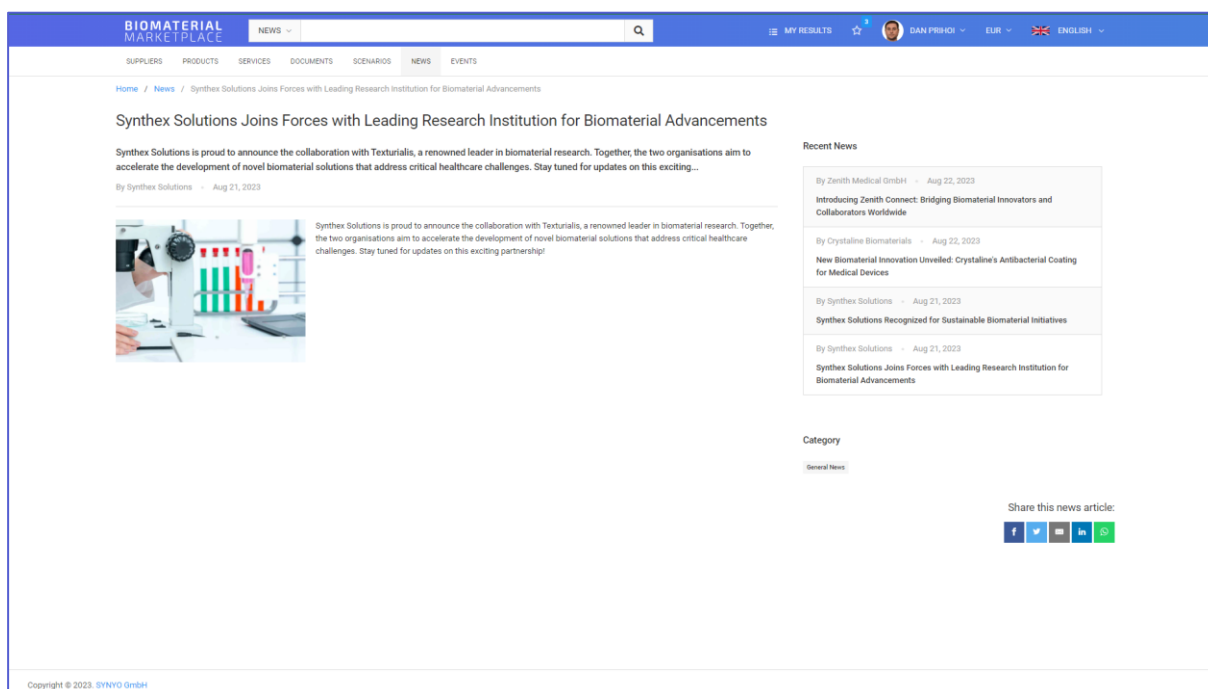 BIOMATERIAL
MARKETPLACE
NEWS
MY RESULTS
3
DAN PRIHOI
EUR
ENGLISH
SUPPLIERS PRODUCTS SERVICES DOCUMENTS SCENARIOS NEWS EVENTS
Home / News / Synthex Solutions Joins Forces with Leading Research Institution for Biomaterial Advancements
Synthex Solutions Joins Forces with Leading Research Institution for Biomaterial Advancements
Synthex Solutions is proud to announce the collaboration with Texturialis, a renowned leader in biomaterial research. Together, the two organisations aim to
accelerate the development of novel biomaterial solutions that address critical healthcare challenges. Stay tuned for updates on this exciting...
By Synthex Solutions - Aug 21, 2023
Synthex Solutions is proud to announce the collaboration with Texturialis, a renowned leader in biomaterial research. Together,
the two organisations aim to accelerate the development of novel biomaterial solutions that address critical healthcare
challenges. Stay tuned for updates on this exciting partnership!
Recent News
By Zenith Medical GmbH - Aug 22, 2023
Introducing Zenith Connect: Bridging Biomaterial Innovators and
Collaborators Worldwide
By Crystaline Biomaterials - Aug 22, 2023
New Biomaterial Innovation Unveiled: Crystaline's Antibacterial Coating
for Medical Devices
By Synthex Solutions - Aug 21, 2023
Synthex Solutions Recognized for Sustainable Biomaterial Initiatives
By Synthex Solutions - Aug 21, 2023
Synthex Solutions Joins Forces with Leading Research Institution for
Biomaterial Advancements
Category
General News
Share this news article:
Copyright © 2023. SYNYO GmbH